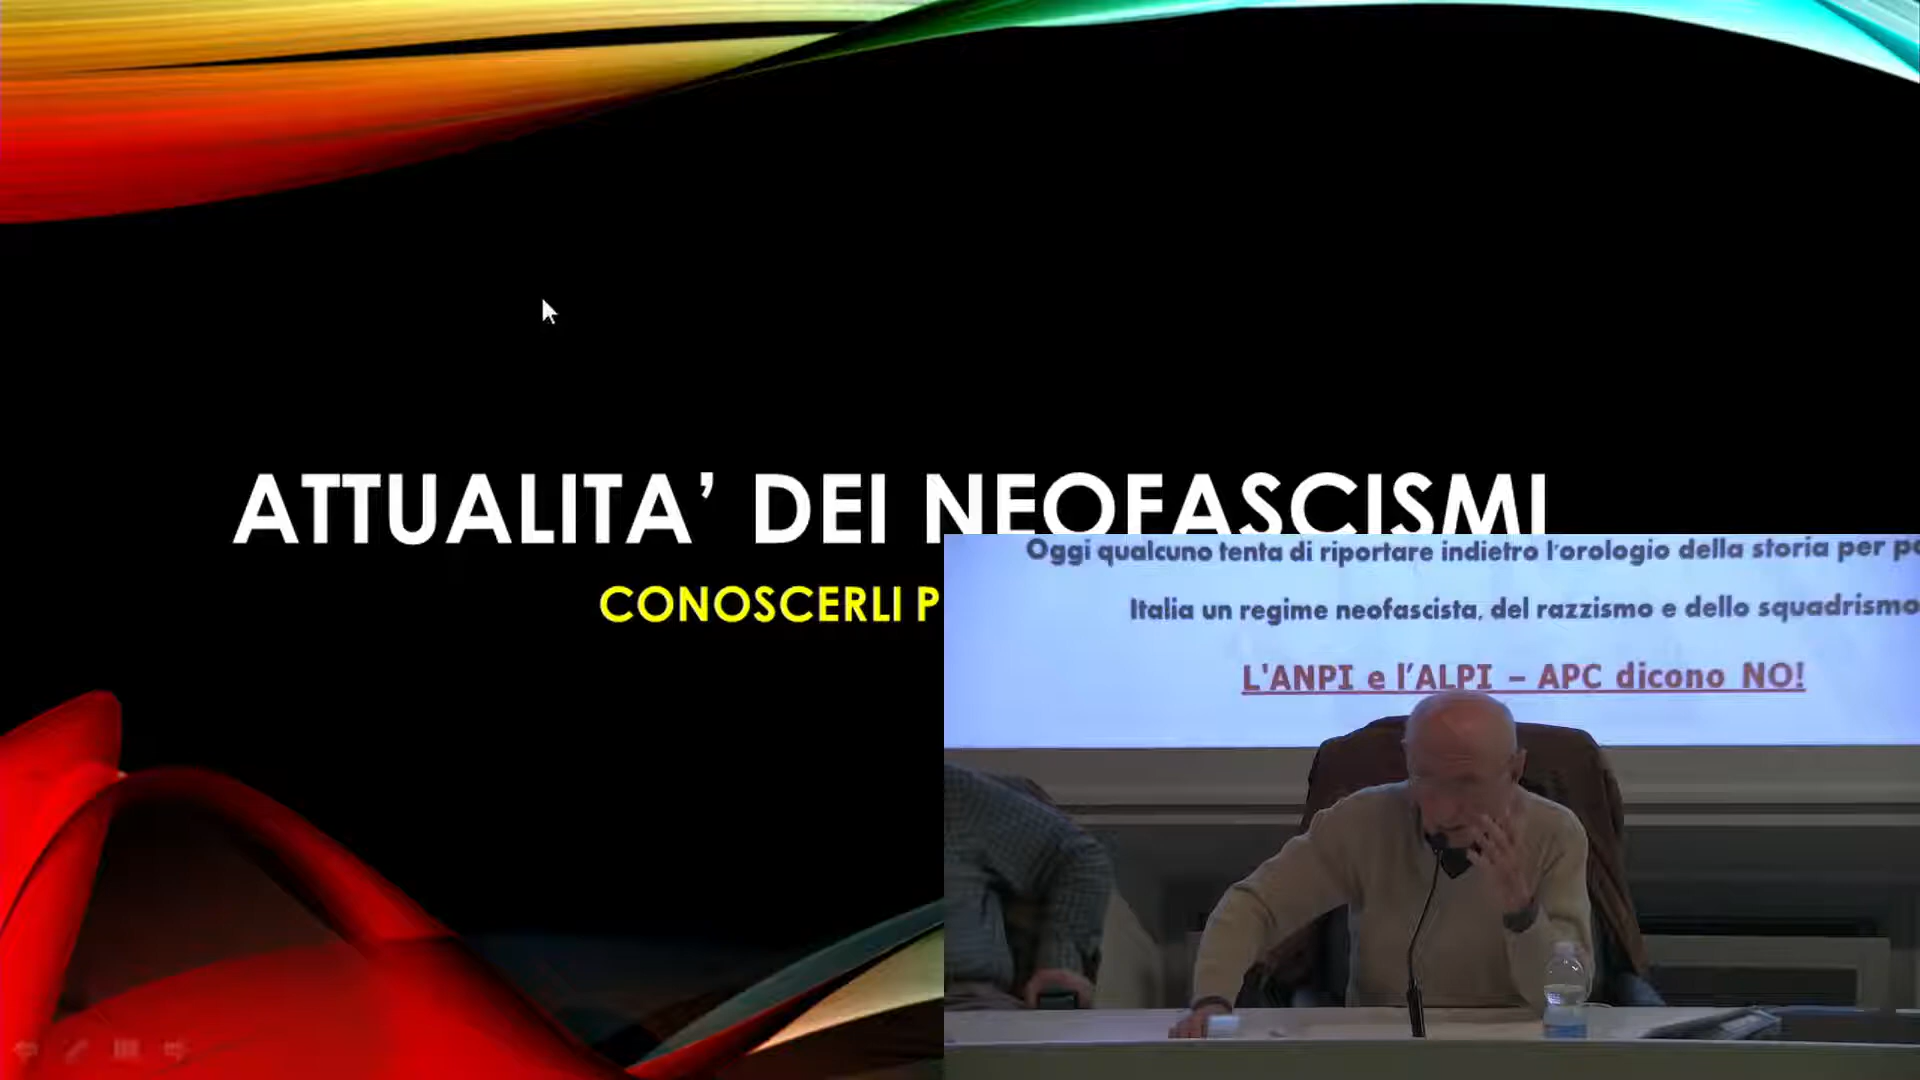 ATTUALITA’ DEI NEOFASCISMI
CONOSCERLI P
Oggi qualcuno tenta di riportare indietro l'orologio della storia per
Italia un regime neofascista, del razzismo e dello squadrismo
L'ANPI e l’ALPI – APC dicono NO!